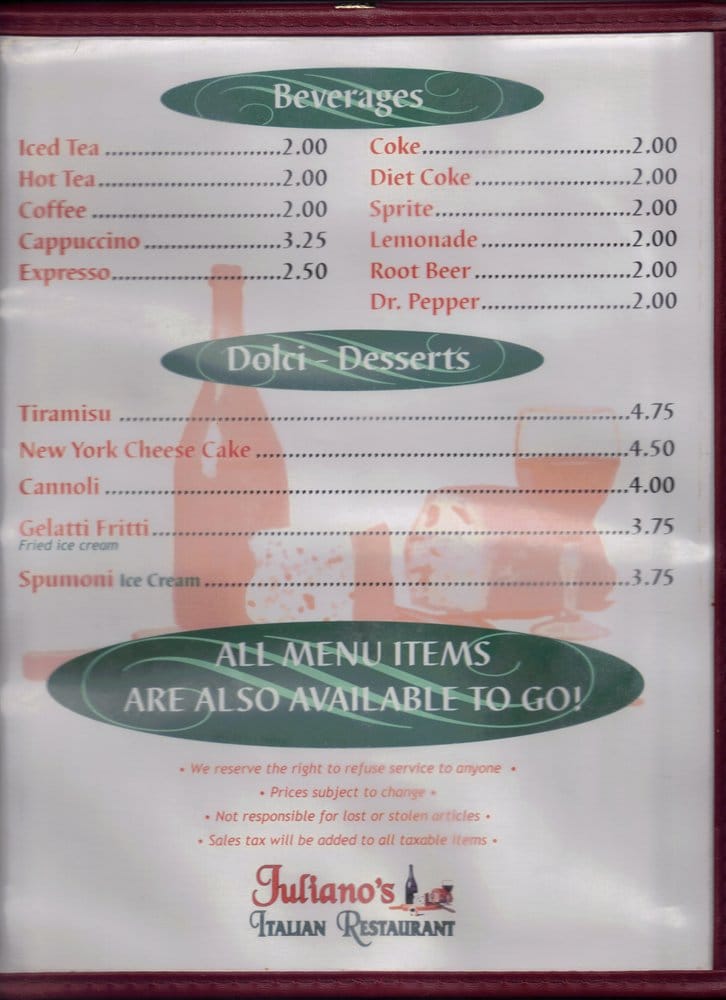 Beverages
Iced Tea ..............................2.00
Hot Tea................................2.00
Coffee .................................2.00
Cappuccino ........................3.25
Expresso..............................2.50
Coke....................................2.00
Diet Coke ...........................2.00
Sprite..................................2.00
Lemonade ..........................2.00
Root Beer ...........................2.00
Dr. Pepper..........................2.00
Dolci - Desserts
Tiramisu ..........................................................................4.75
New York Cheese Cake ....................................................4.50
Cannoli ............................................................................4.00
Gelatti Fritti.....................................................................3.75
Fried ice cream
Spumoni Ice Cream ..........................................................3.75
ALL MENU ITEMS
ARE ALSO AVAILABLE TO GO!
• We reserve the right to refuse service to anyone •
• Prices subject to change •
• Not responsible for lost or stolen articles •
• Sales tax will be added to all taxable items •
Juliano's
ITALIAN RESTAURANT